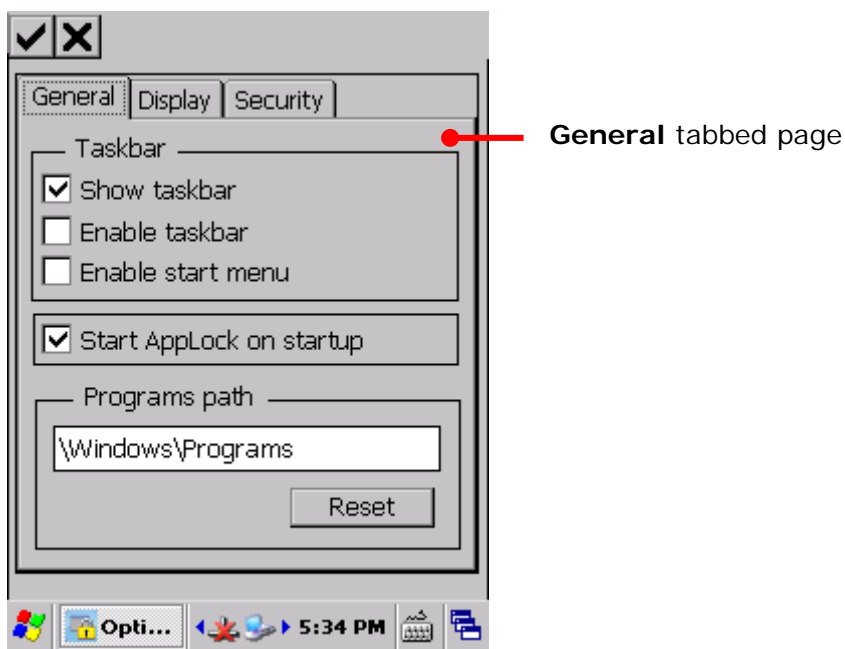 General Display Security
General tabbed page
Taskbar
Show taskbar
Enable taskbar
Enable start menu
Start AppLock on startup
Programs path
\Windows\Programs
Reset
Opti... 5:34 PM